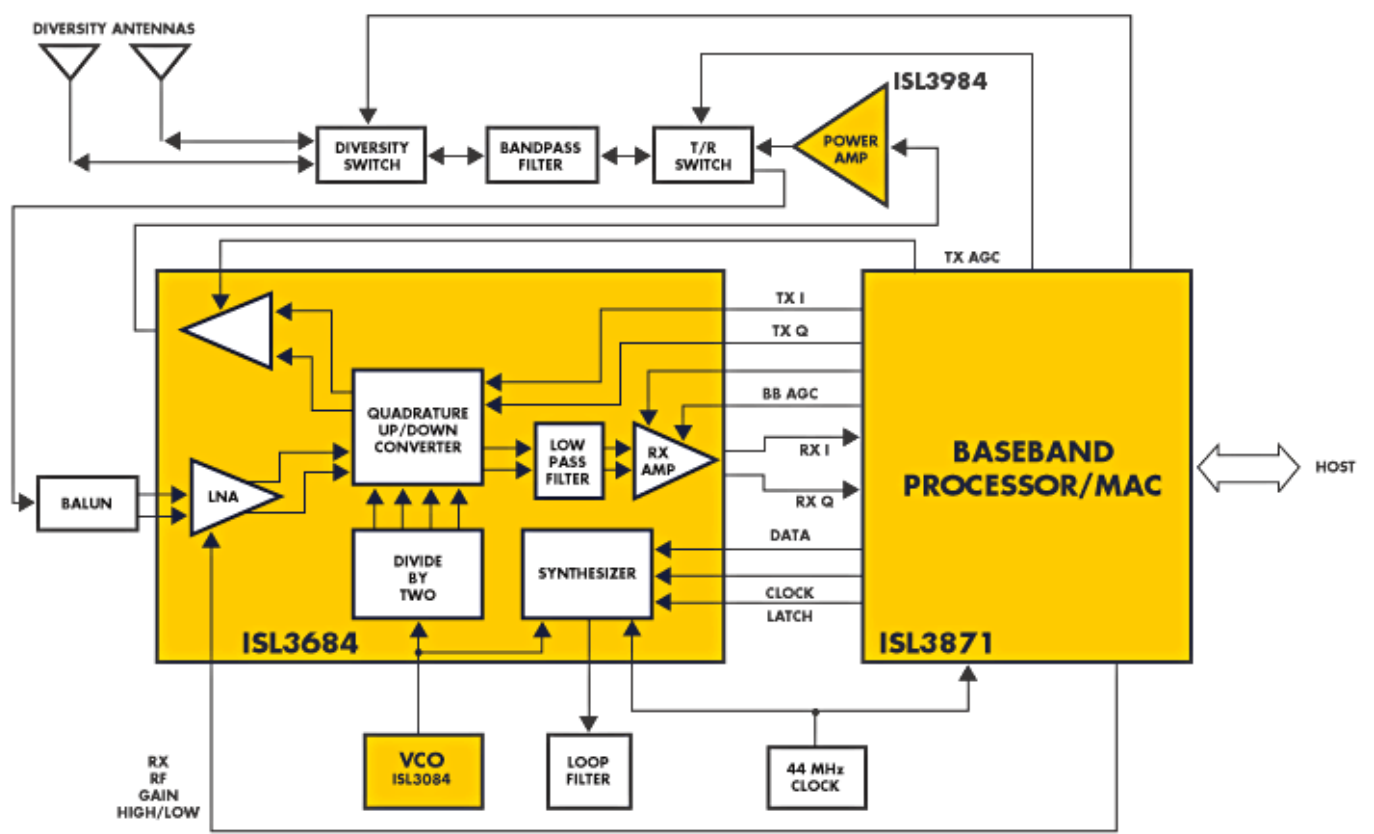 DIVERSITY ANTENNAS
ISL3984
DIVERSITY
SWITCH
BANDPASS
FILTER
T/R
SWITCH
POWER
AMP
TX AGC
TX I
TX Q
BB AGC
RX I
RX Q
QUADRATURE
UP/DOWN
CONVERTER
LOW
PASS
FILTER
RX
AMP
BASEBAND
PROCESSOR/MAC
HOST
BALUN
LNA
DIVIDE
BY
TWO
SYNTHESIZER
DATA
CLOCK
LATCH
ISL3684
ISL3871
VCO
ISL3084
LOOP
FILTER
44 MHz
CLOCK
RX
RF
GAIN
HIGH/LOW